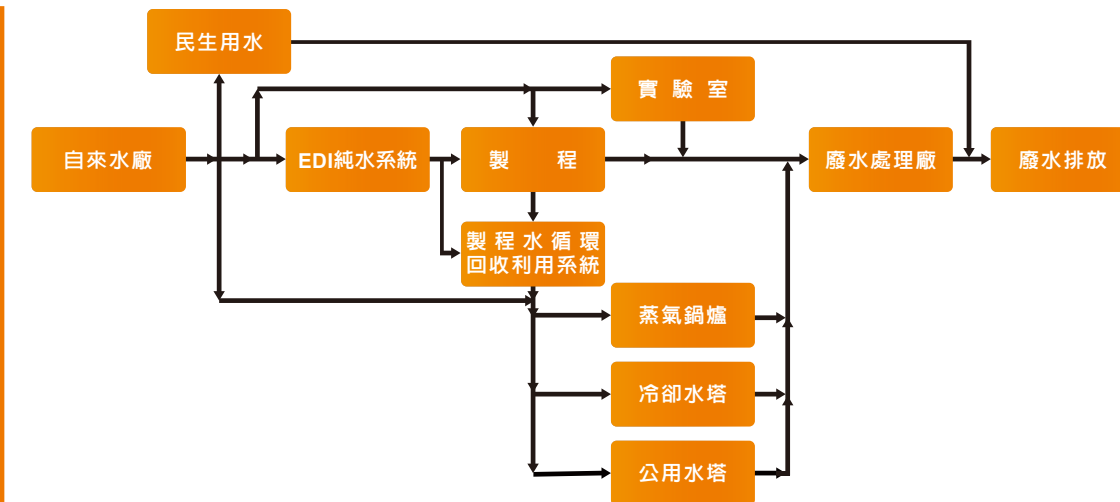 民生用水
實驗室
自來水廠
EDI純水系統
製程
廢水處理廠
廢水排放
製程水循環
回收利用系統
蒸氣鍋爐
冷卻水塔
公用水塔